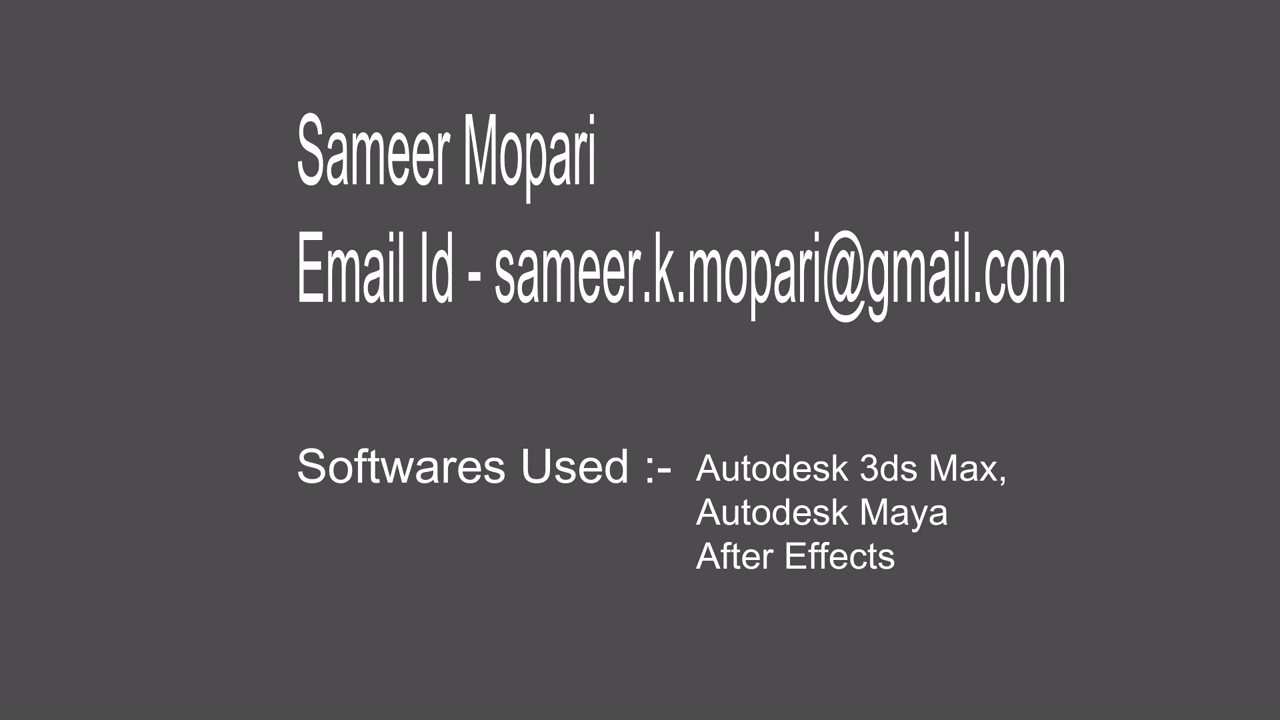 Sameer Mopari
Email Id - sameer.k.mopari@gmail.com
Softwares Used :- Autodesk 3ds Max,
Autodesk Maya
After Effects